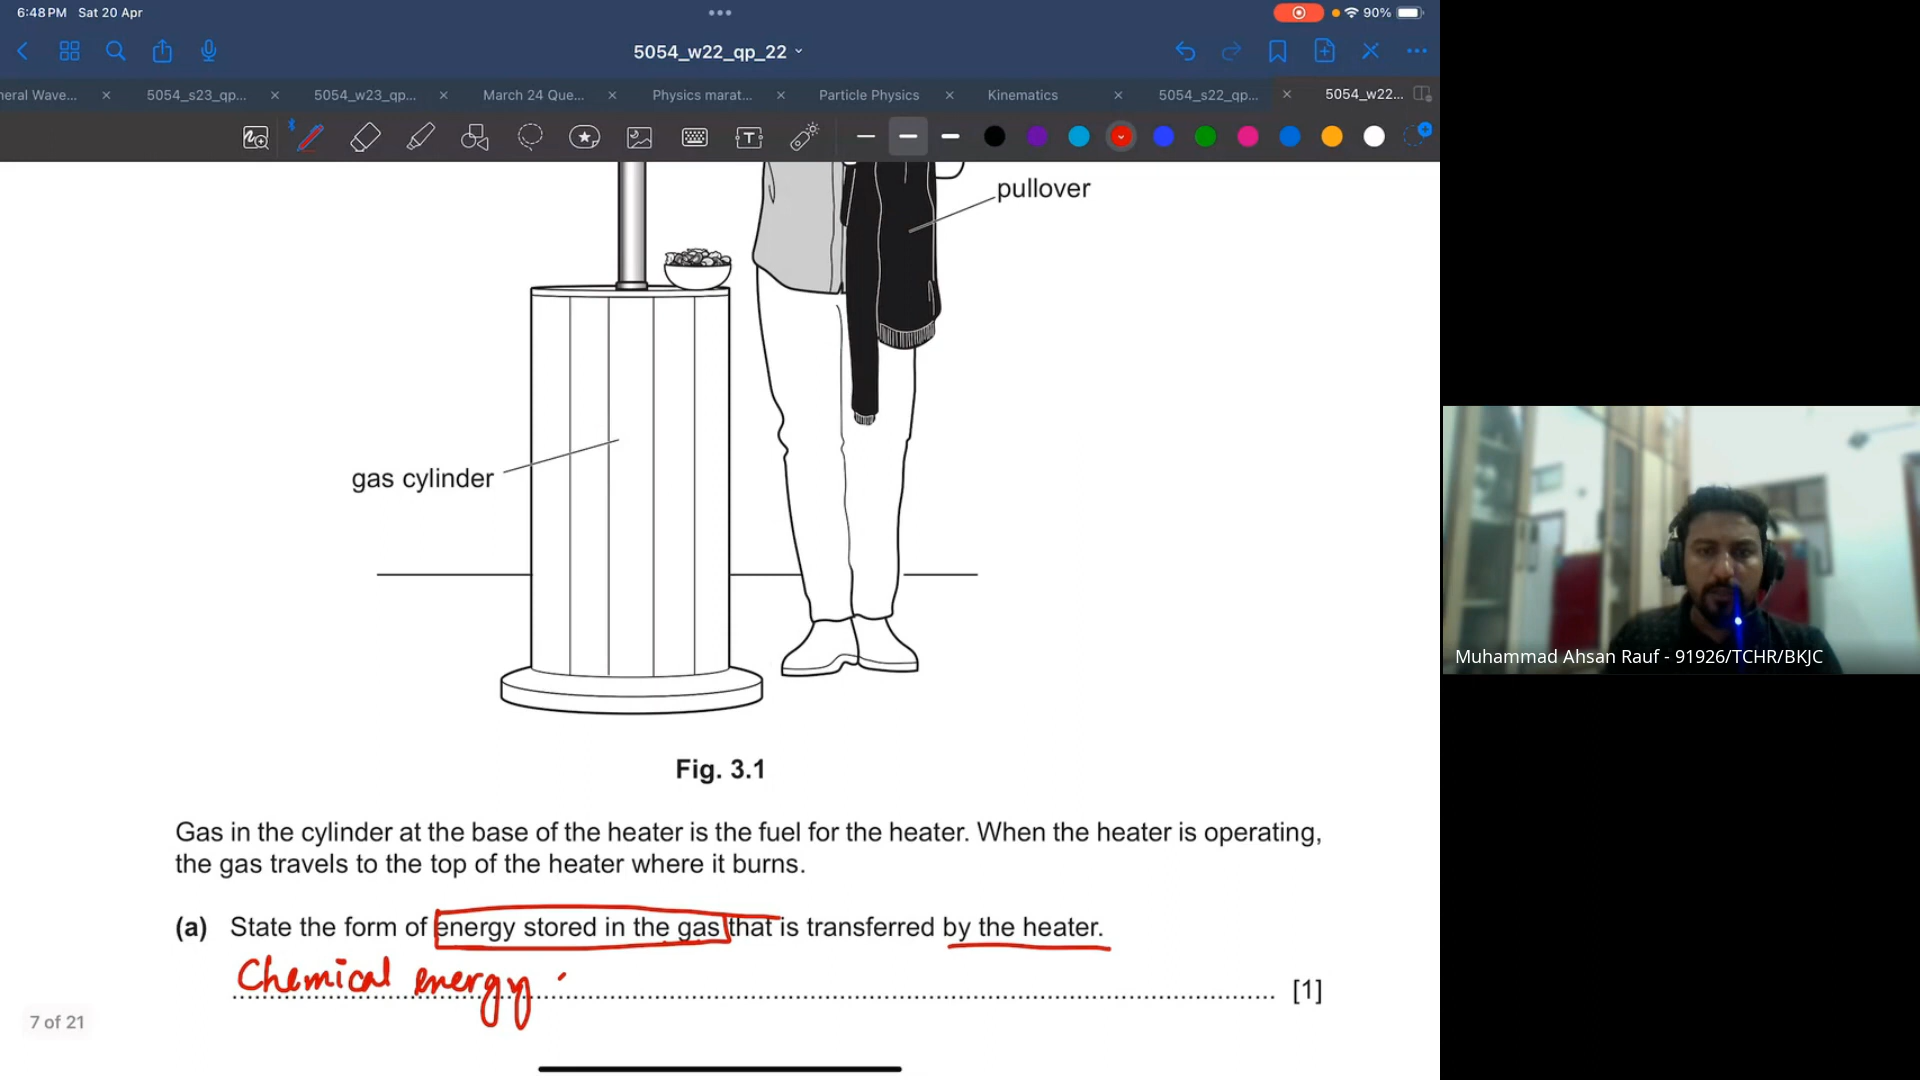 6:48 PM Sat 20 Apr
90%
5054_w22_qp_22
neral Wave...
5054_s23_qp...
5054_w23_qp...
March 24 Que...
Physics marat...
Particle Physics
Kinematics
5054_s22_qp...
5054_w22...
pullover
gas cylinder
Fig. 3.1
Gas in the cylinder at the base of the heater is the fuel for the heater. When the heater is operating,
the gas travels to the top of the heater where it burns.
(a) State the form of energy stored in the gas that is transferred by the heater.
Chemical energy
[1]
7 of 21
Muhammad Ahsan Rauf - 91926/TCHR/BKJC